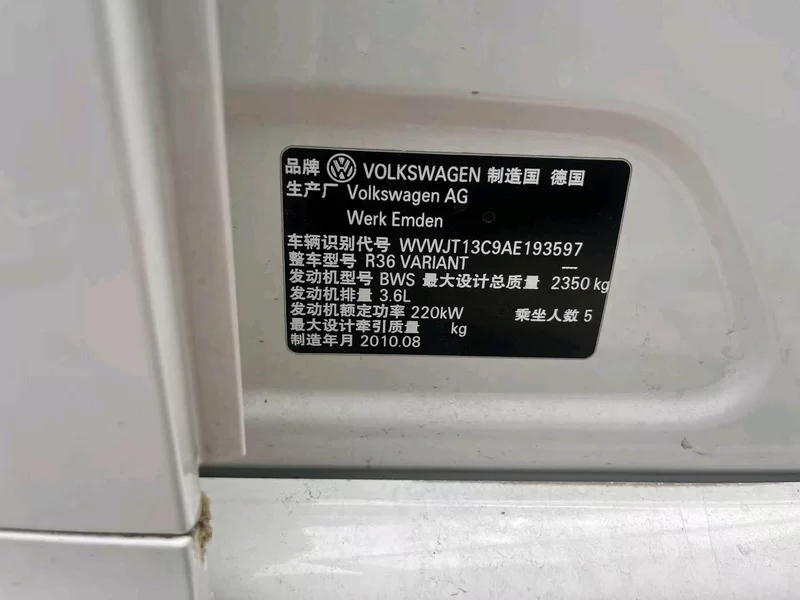 品牌 VOLKSWAGEN 制造国 德国
生产厂 Volkswagen AG
Werk Emden
车辆识别代号 WVWJT13C9AE193597
整车型号 R36 VARIANT
发动机型号 BWS 最大设计总质量 2350 kg
发动机排量 3.6L
发动机额定功率 220kW 乘坐人数 5
最大设计牵引质量 kg
制造年月 2010.08